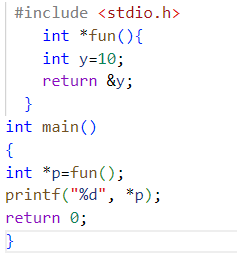 #include <stdio.h>
int *fun(){
int y=10;
return &y;
}
int main()
{
int *p=fun();
printf("%d", *p);
return 0;
}